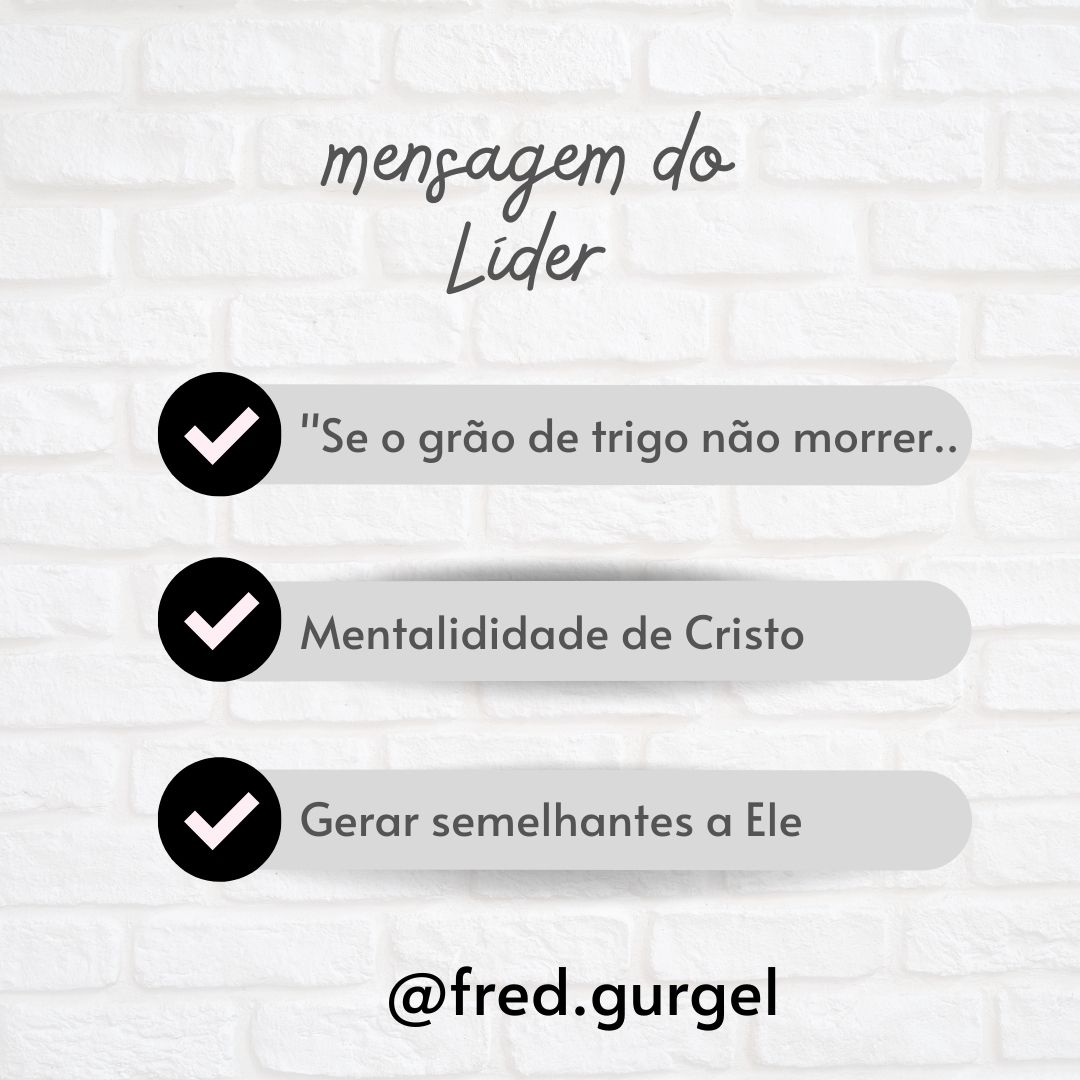 mensagem do
Líder
"Se o grão de trigo não morrer..
Mentalididade de Cristo
Gerar semelhantes a Ele
@fred.gurgel